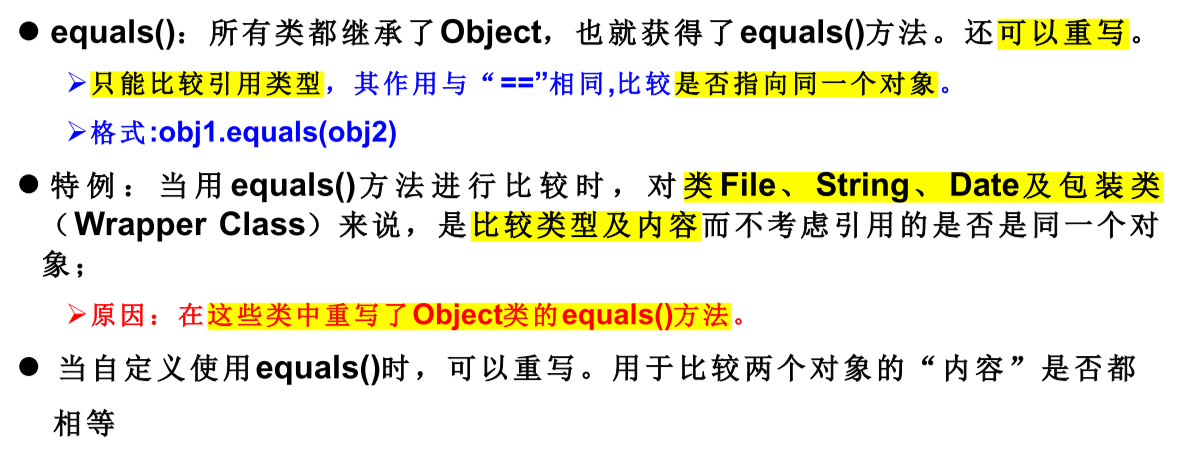 ● equals()：所有类都继承了Object，也就获得了equals()方法。还可以重写。
➢只能比较引用类型，其作用与“==”相同,比较是否指向同一个对象。
➢格式:obj1.equals(obj2)
● 特例：当用equals()方法进行比较时，对类File、String、Date及包装类
（Wrapper Class）来说，是比较类型及内容而不考虑引用的是否是同一个对
象；
➢原因：在这些类中重写了Object类的equals()方法。
● 当自定义使用equals()时，可以重写。用于比较两个对象的“内容”是否都
相等